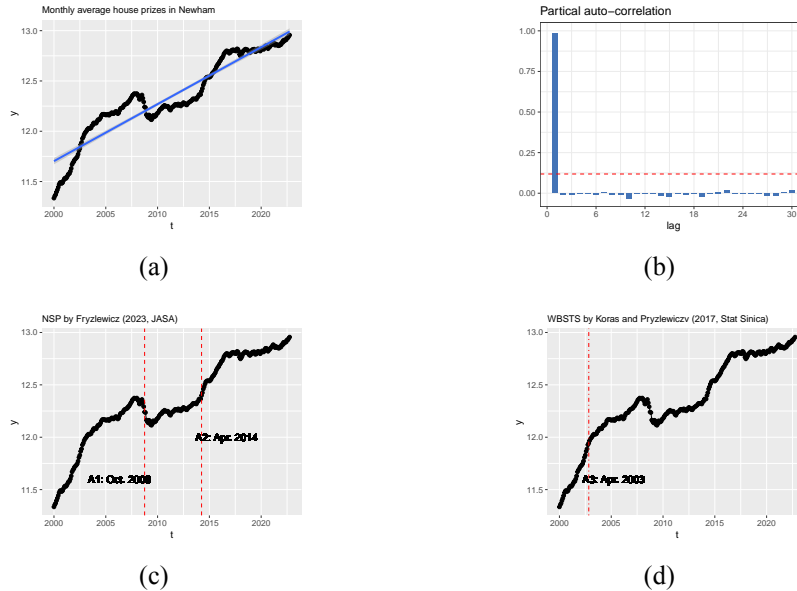 Monthly average house prizes in Newham
13.0
12.5
12.0
11.5
y
2000 2005 2010 2015 2020
t
(a)
Partical auto−correlation
1.00
0.75
0.50
0.25
0.00
0 6 12 18 24 30
lag
(b)
NSP by Fryzlewicz (2023, JASA)
13.0
12.5
12.0
11.5
y
A2: Apr. 2014
A1: Oct. 2008
2000 2005 2010 2015 2020
t
(c)
WBSTS by Koras and Pryzlewiczv (2017, Stat Sinica)
13.0
12.5
12.0
11.5
y
A3: Apr. 2003
2000 2005 2010 2015 2020
t
(d)